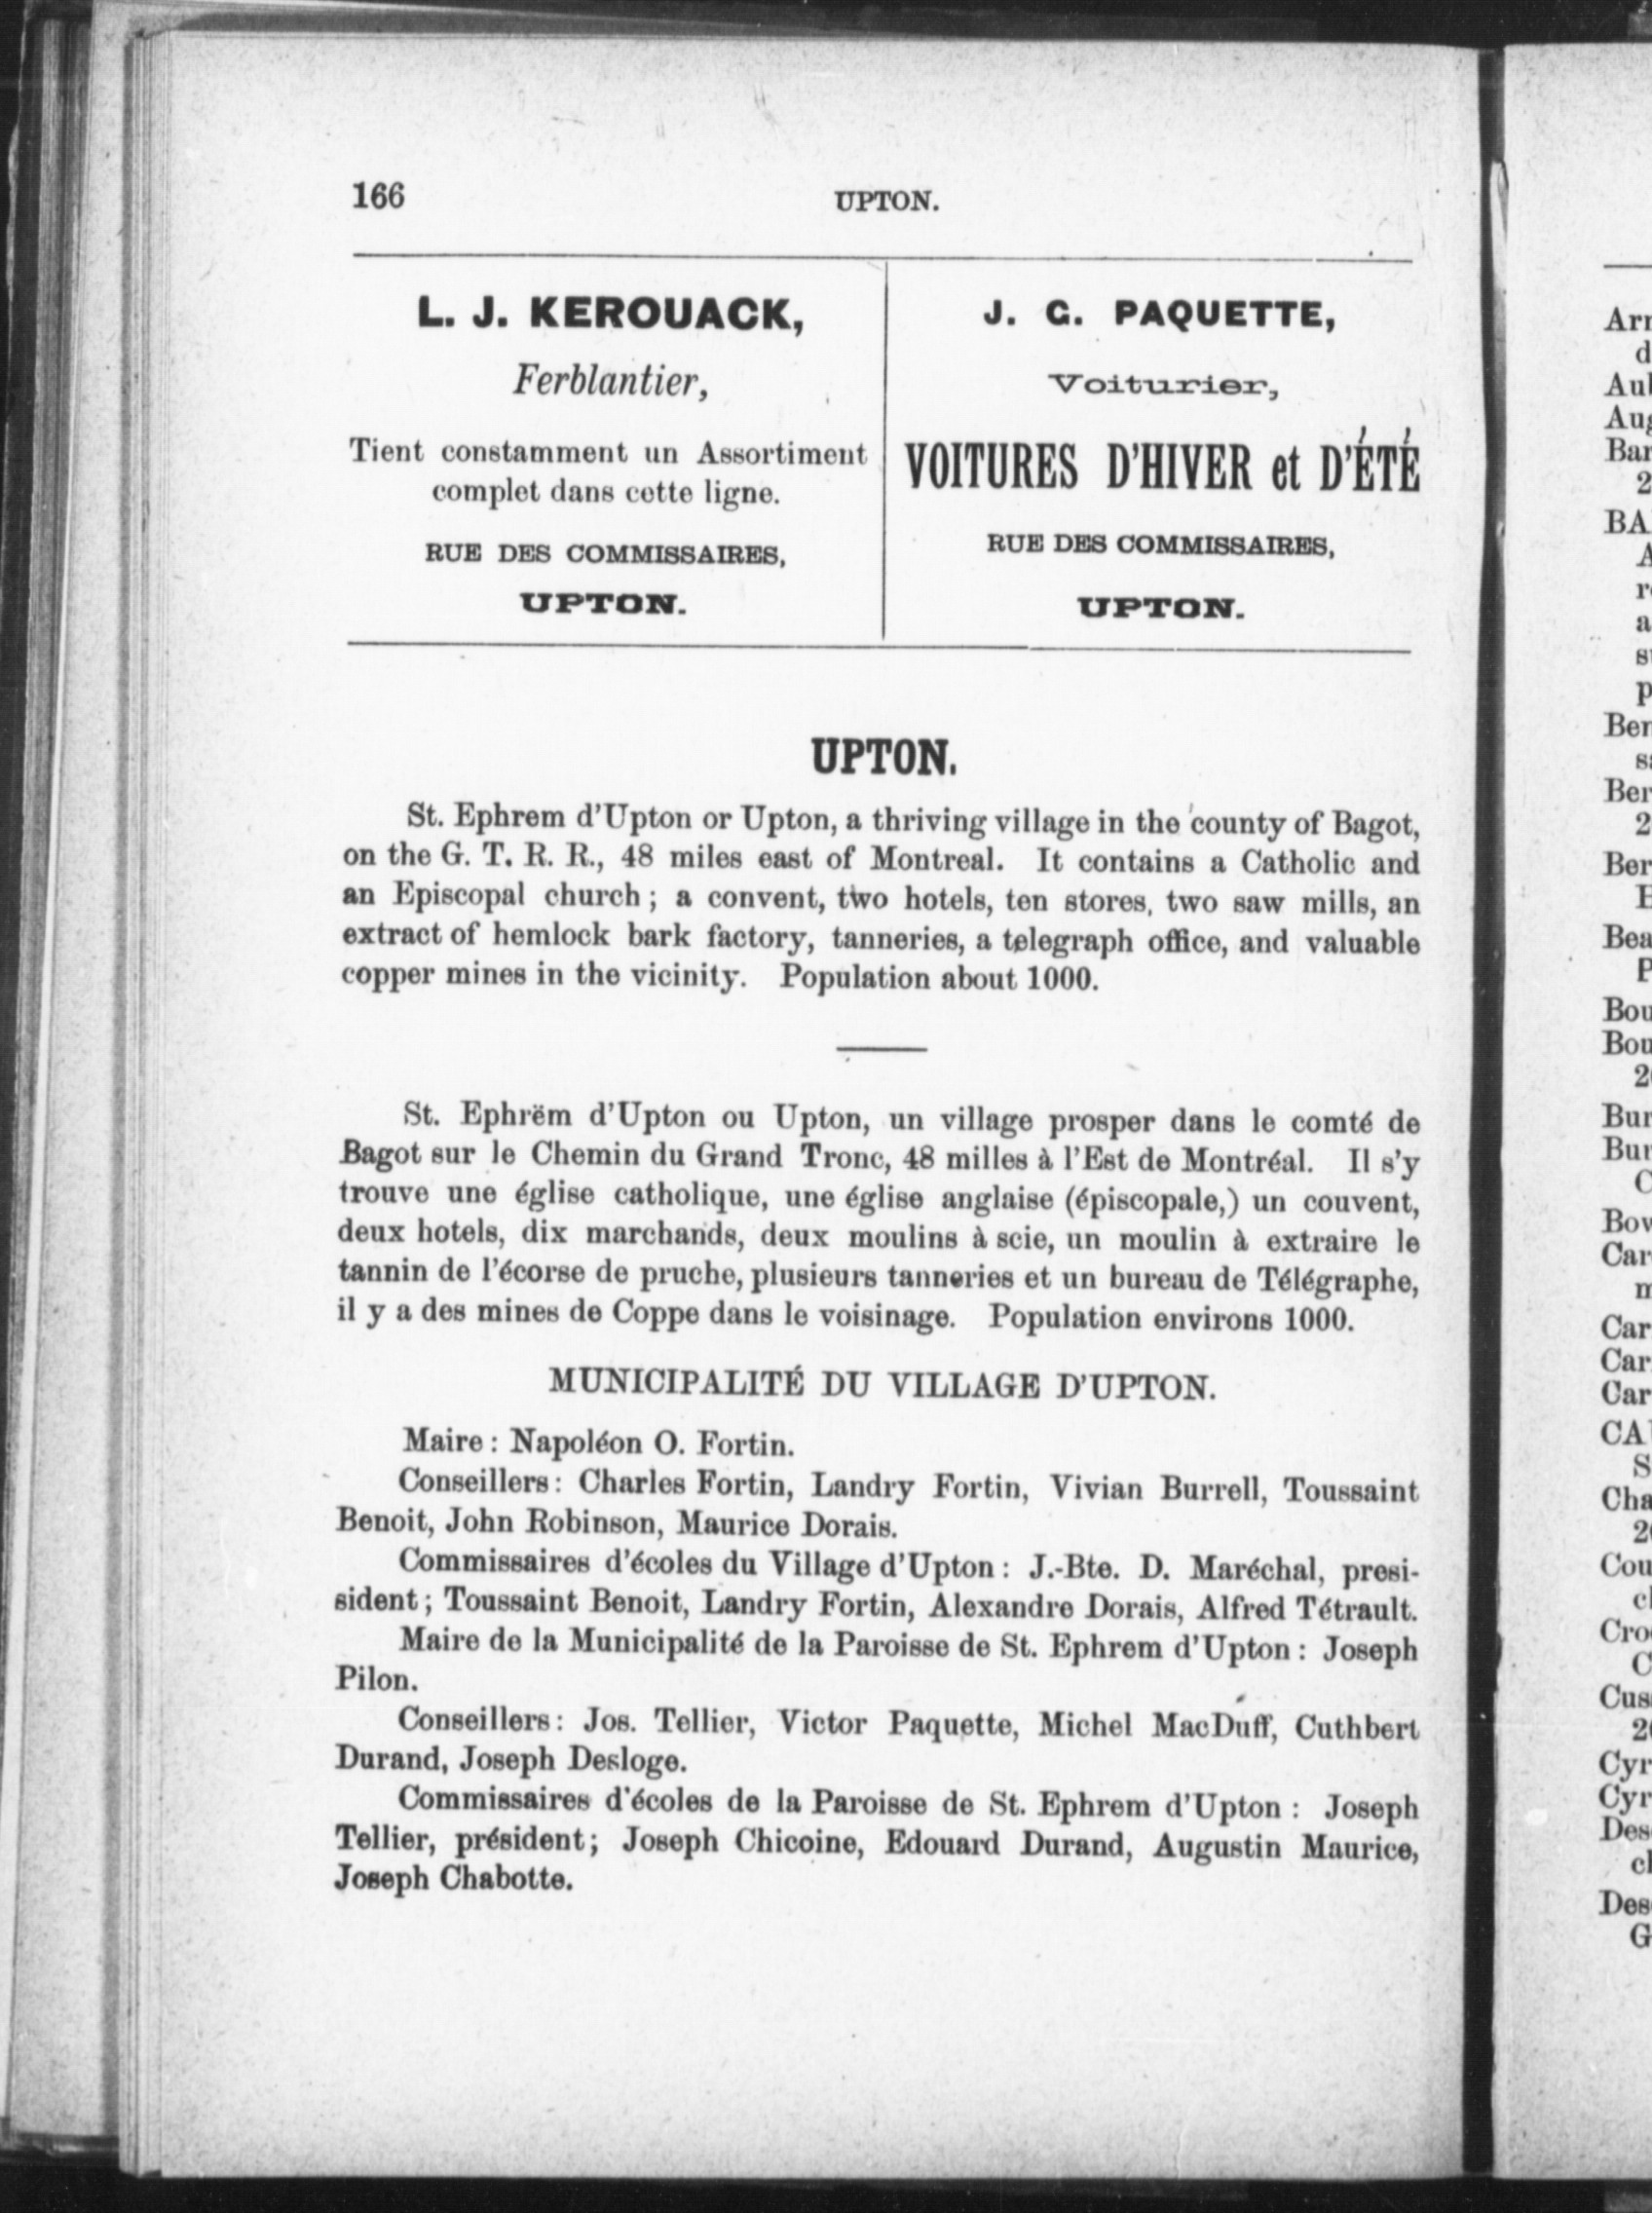 166
UPTON.
L. J. KEROUACK,
Ferblantier,
Tient constamment un Assortiment
complet dans cette ligne.
RUE DES COMMISSAIRES,
UPTON.
J. G. PAQUETTE,
Voiturier,
VOITURES D'HIVER et D'ÉTÉ
RUE DES COMMISSAIRES,
UPTON.
UPTON.
St. Ephrem d'Upton or Upton, a thriving village in the county of Bagot,
on the G. T. R. R., 48 miles east of Montreal. It contains a Catholic and
an Episcopal church; a convent, two hotels, ten stores, two saw mills, an
extract of hemlock bark factory, tanneries, a telegraph office, and valuable
copper mines in the vicinity. Population about 1000.
St. Ephrëm d'Upton ou Upton, un village prosper dans le comté de
Bagot sur le Chemin du Grand Tronc, 48 milles à l'Est de Montréal. Il s'y
trouve une église catholique, une église anglaise (épiscopale,) un couvent,
deux hotels, dix marchands, deux moulins à scie, un moulin à extraire le
tannin de l'écorse de pruche, plusieurs tanneries et un bureau de Télégraphe,
il y a des mines de Coppe dans le voisinage. Population environs 1000.
MUNICIPALITÉ DU VILLAGE D'UPTON.
Maire : Napoléon O. Fortin.
Conseillers : Charles Fortin, Landry Fortin, Vivian Burrell, Toussaint
Benoit, John Robinson, Maurice Dorais.
Commissaires d'écoles du Village d'Upton : J.-Bte. D. Maréchal, presi-
sident ; Toussaint Benoit, Landry Fortin, Alexandre Dorais, Alfred Tétrault.
Maire de la Municipalité de la Paroisse de St. Ephrem d'Upton : Joseph
Pilon.
Conseillers : Jos. Tellier, Victor Paquette, Michel MacDuff, Cuthbert
Durand, Joseph Desloge.
Commissaires d'écoles de la Paroisse de St. Ephrem d'Upton : Joseph
Tellier, président ; Joseph Chicoine, Edouard Durand, Augustin Maurice,
Joseph Chabotte.